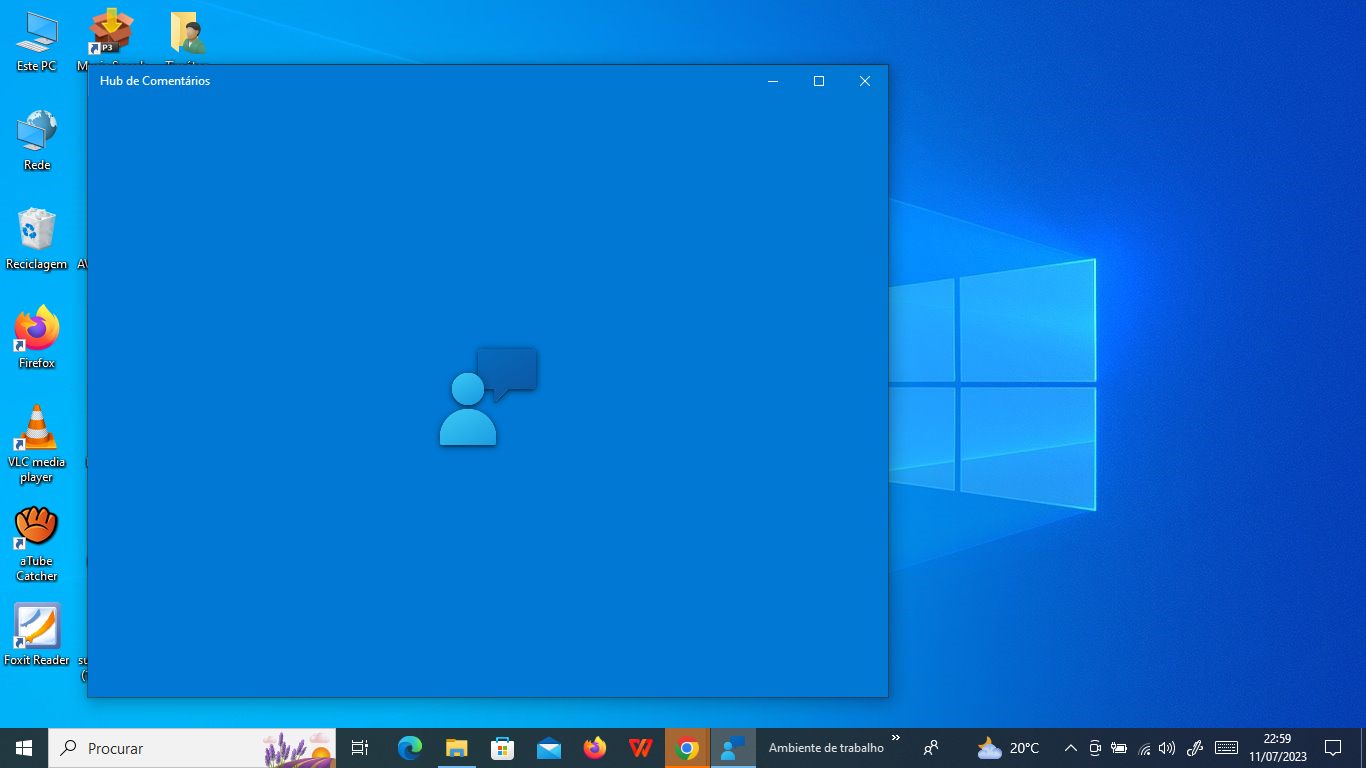 Este PC
Hub de Comentários
Rede
Reciclagem
Firefox
VLC media
player
aTube
Catcher
Foxit Reader
P3
Procurar
Ambiente de trabalho
20°C
22:59
11/07/2023